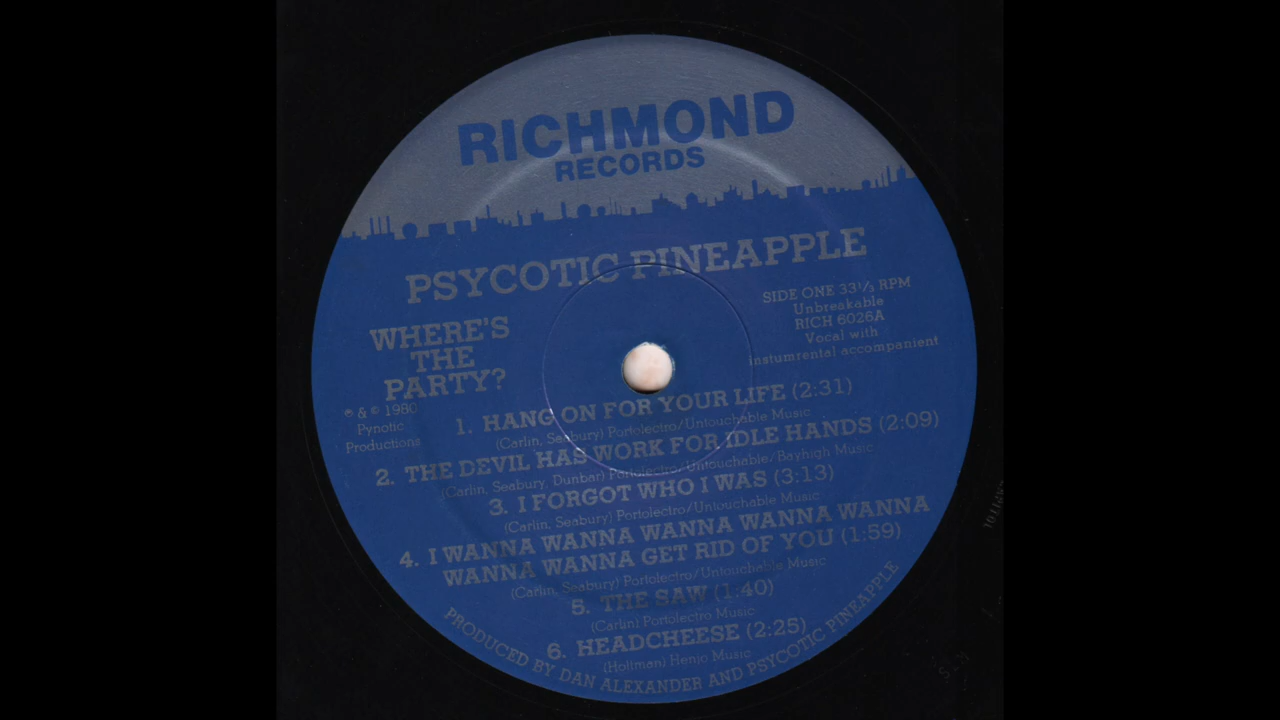 RICHMOND
RECORDS
PSYCOTIC PINEAPPLE
WHERE'S
THE
PARTY?
℗ & © 1980
Pynotic
Productions
SIDE ONE 33⅓ RPM
Unbreakable
RICH 6026A
Vocal with
instumental accompanient
1. HANG ON FOR YOUR LIFE (2:31)
(Carlin, Seabury) Portolectro/Untouchable Music
2. THE DEVIL HAS WORK FOR IDLE HANDS (2:09)
(Carlin, Seabury, Dunbar) Portolectro/Untouchable/Bayhigh Music
3. I FORGOT WHO I WAS (3:13)
(Carlin, Seabury) Portolectro/Untouchable Music
4. I WANNA WANNA WANNA WANNA WANNA
WANNA WANNA GET RID OF YOU (1:59)
(Carlin, Seabury) Portolectro/Untouchable Music
5. THE SAW (1:40)
(Carlin) Portolectro Music
6. HEADCHEESE (2:25)
(Hoffman) Henjo Music
PRODUCED BY DAN ALEXANDER AND PSYCOTIC PINEAPPLE